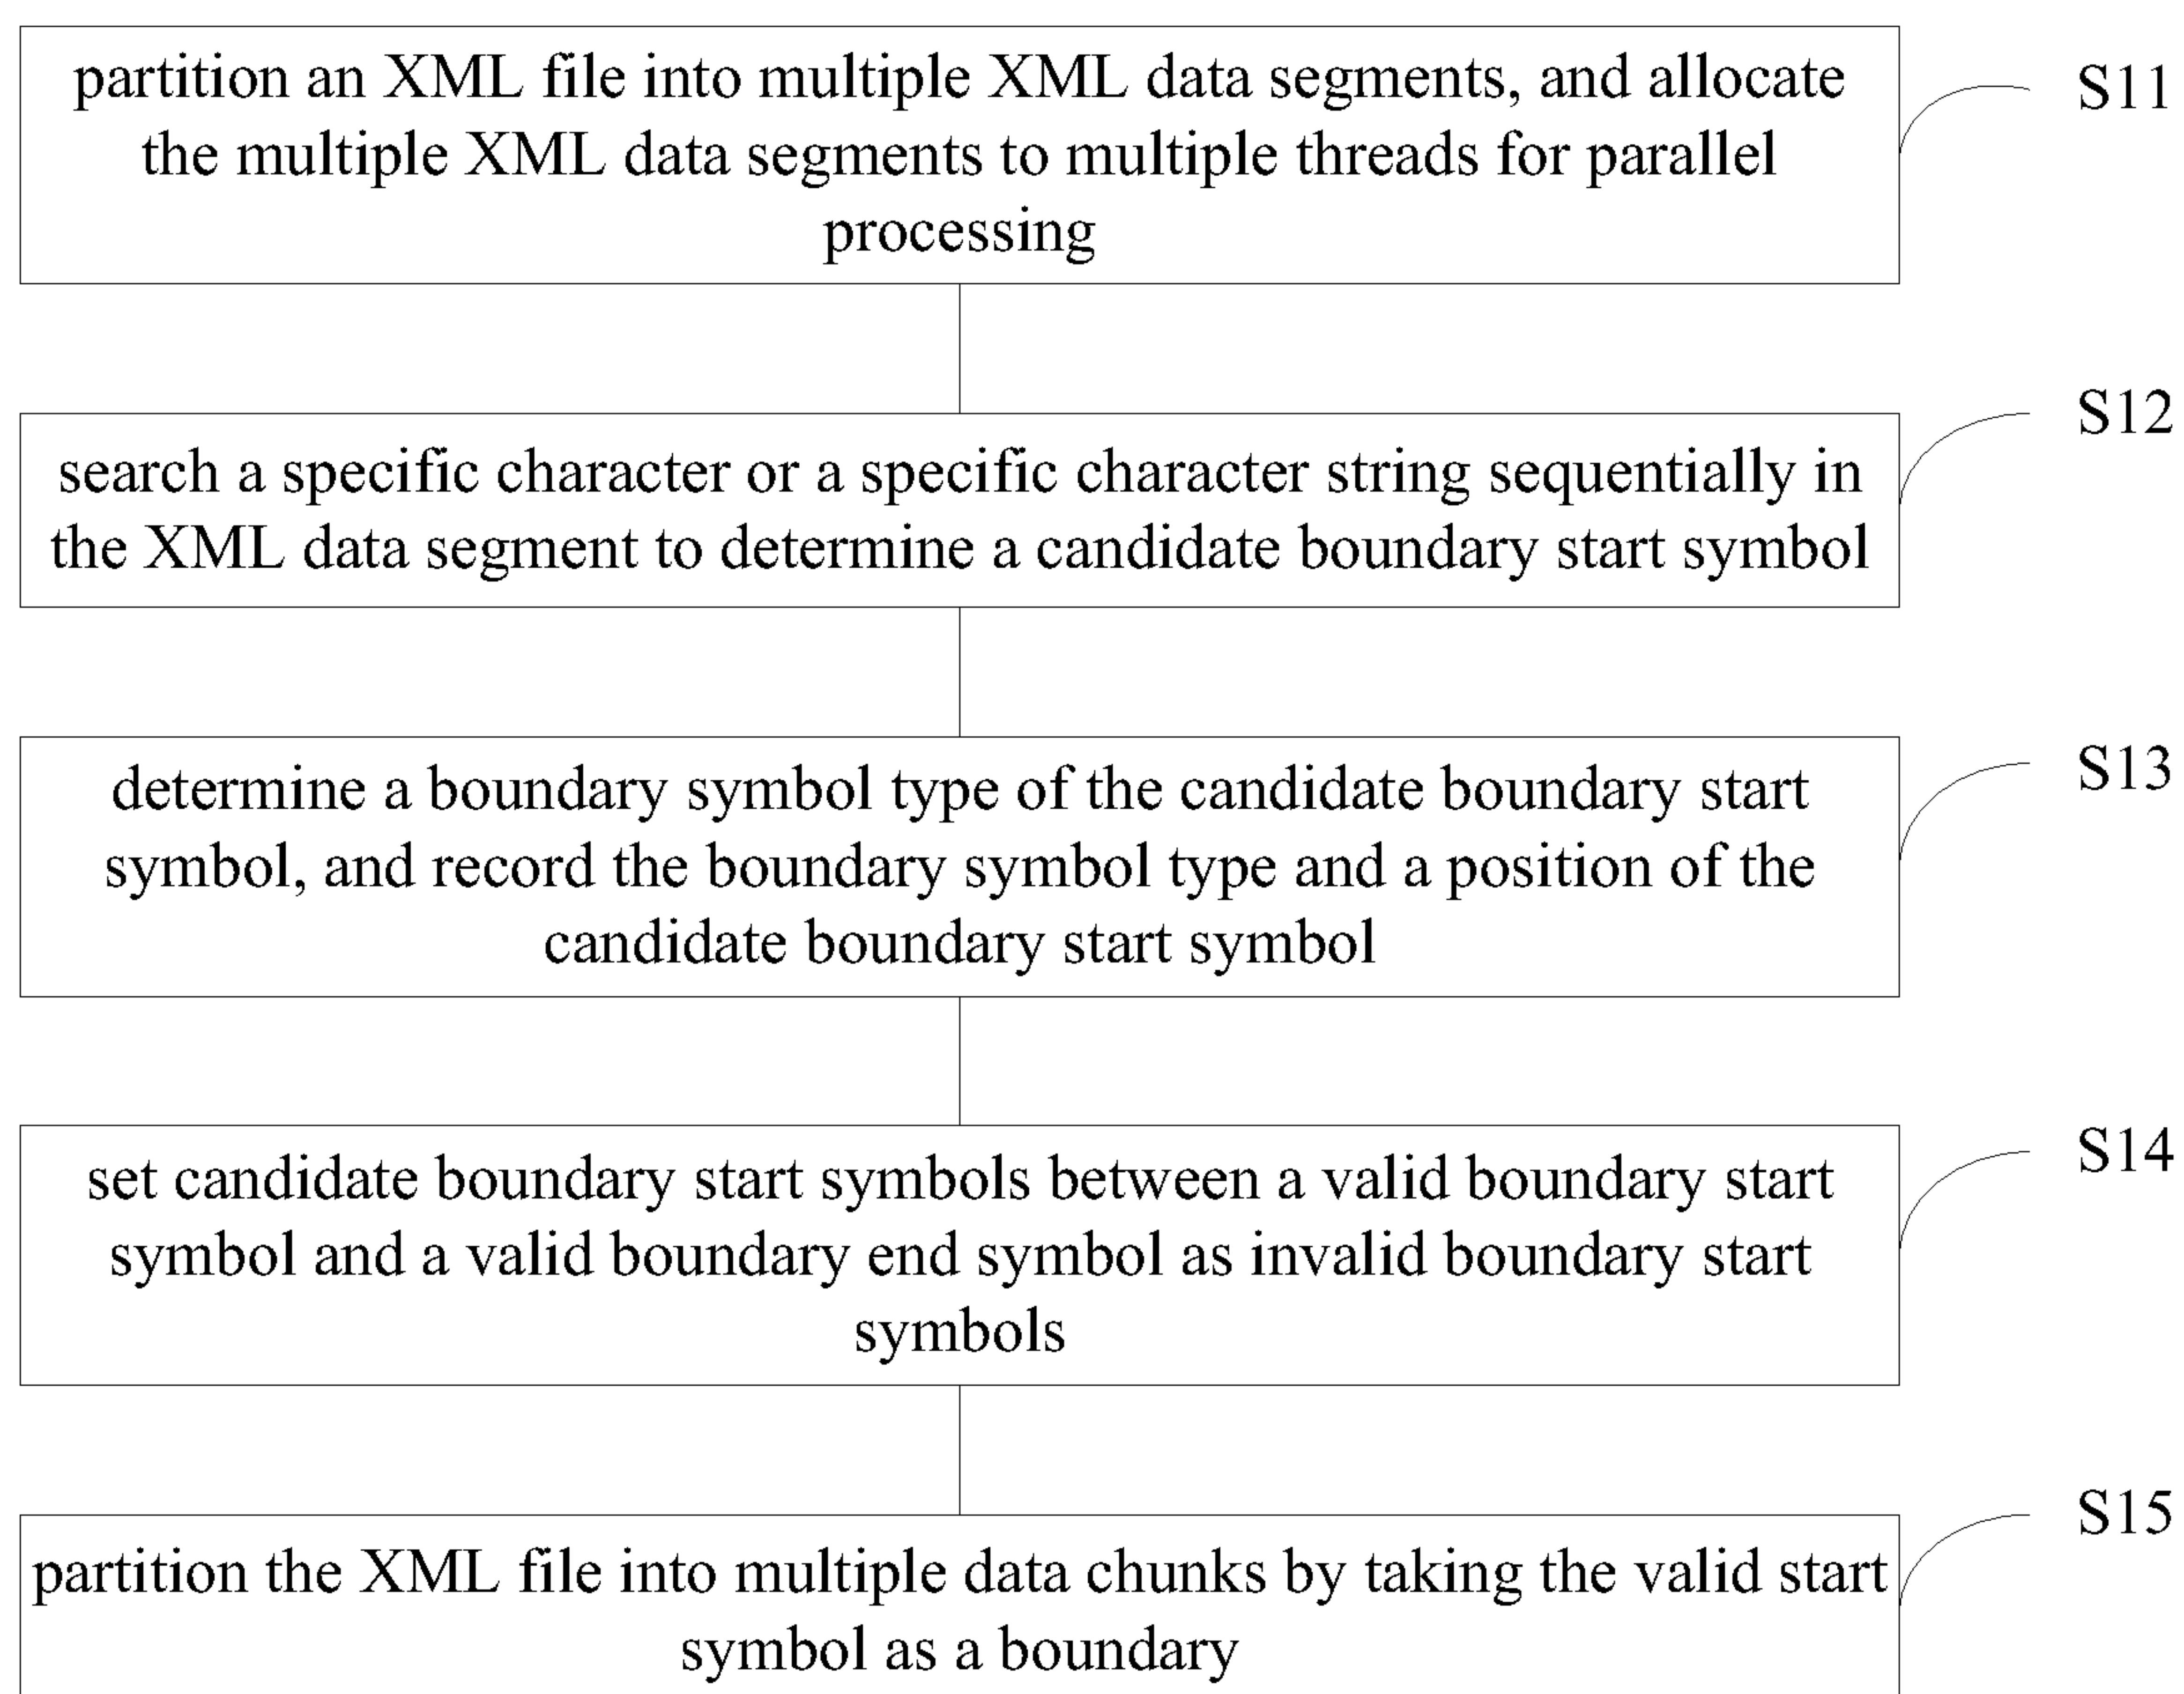 partition an XML file into multiple XML data segments, and allocate
the multiple XML data segments to multiple threads for parallel
processing
S11
search a specific character or a specific character string sequentially in
the XML data segment to determine a candidate boundary start symbol
S12
determine a boundary symbol type of the candidate boundary start
symbol, and record the boundary symbol type and a position of the
candidate boundary start symbol
S13
set candidate boundary start symbols between a valid boundary start
symbol and a valid boundary end symbol as invalid boundary start
symbols
S14
partition the XML file into multiple data chunks by taking the valid start
symbol as a boundary
S15